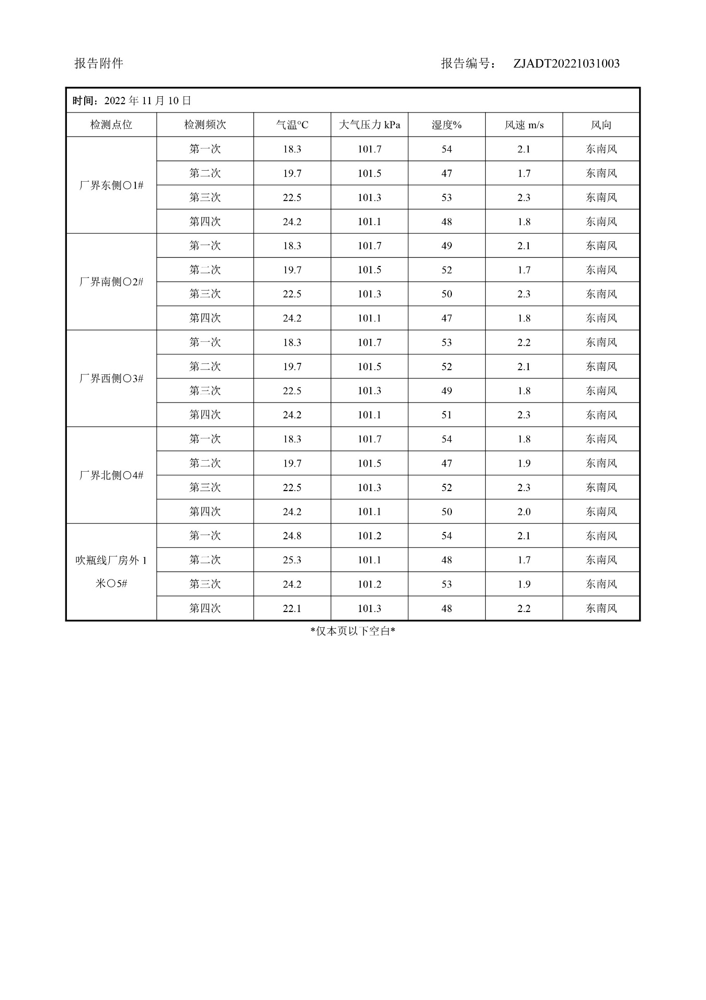 报告附件 报告编号： ZJADT20221031003
时间：2022 年 11 月 10 日
检测点位 检测频次 气温°C 大气压力 kPa 湿度% 风速 m/s 风向
厂界东侧〇1#
第一次 18.3 101.7 54 2.1 东南风
第二次 19.7 101.5 47 1.7 东南风
第三次 22.5 101.3 53 2.3 东南风
第四次 24.2 101.1 48 1.8 东南风
厂界南侧〇2#
第一次 18.3 101.7 49 2.1 东南风
第二次 19.7 101.5 52 1.7 东南风
第三次 22.5 101.3 50 2.3 东南风
第四次 24.2 101.1 47 1.8 东南风
厂界西侧〇3#
第一次 18.3 101.7 53 2.2 东南风
第二次 19.7 101.5 52 2.1 东南风
第三次 22.5 101.3 49 1.8 东南风
第四次 24.2 101.1 51 2.3 东南风
厂界北侧〇4#
第一次 18.3 101.7 54 1.8 东南风
第二次 19.7 101.5 47 1.9 东南风
第三次 22.5 101.3 52 2.3 东南风
第四次 24.2 101.1 50 2.0 东南风
吹瓶线厂房外 1
米〇5#
第一次 24.8 101.2 54 2.1 东南风
第二次 25.3 101.1 48 1.7 东南风
第三次 24.2 101.2 53 1.9 东南风
第四次 22.1 101.3 48 2.2 东南风
*仅本页以下空白*